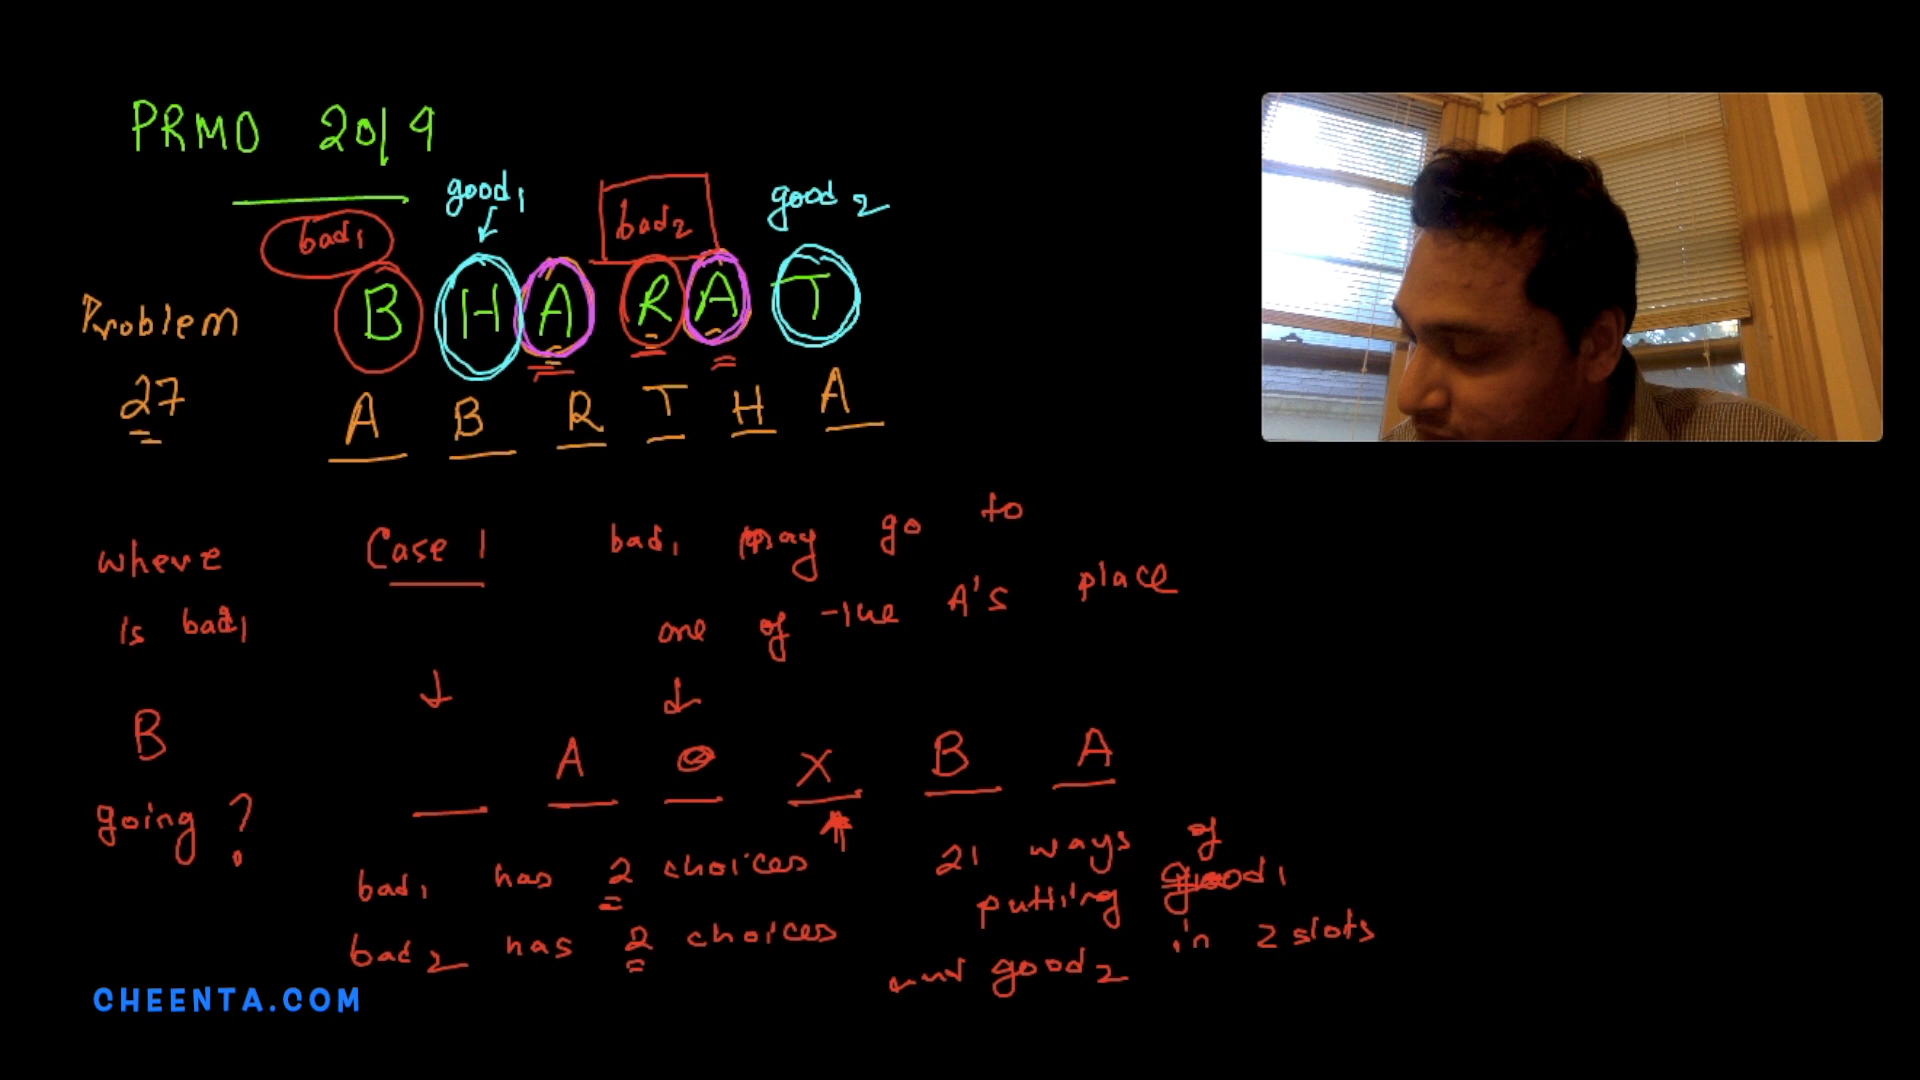 PRMO 2019
bad1 good1 bad2 good2
Problem
27
B H A R A T
A B R T H A
where
is bad1
B
going ?
Case 1
bad1 may go to
one of the A's place
A X B A
bad1 has 2 choices
bad2 has 2 choices
2! ways of
putting good1
and good2 in 2 slots
CHEENTA.COM